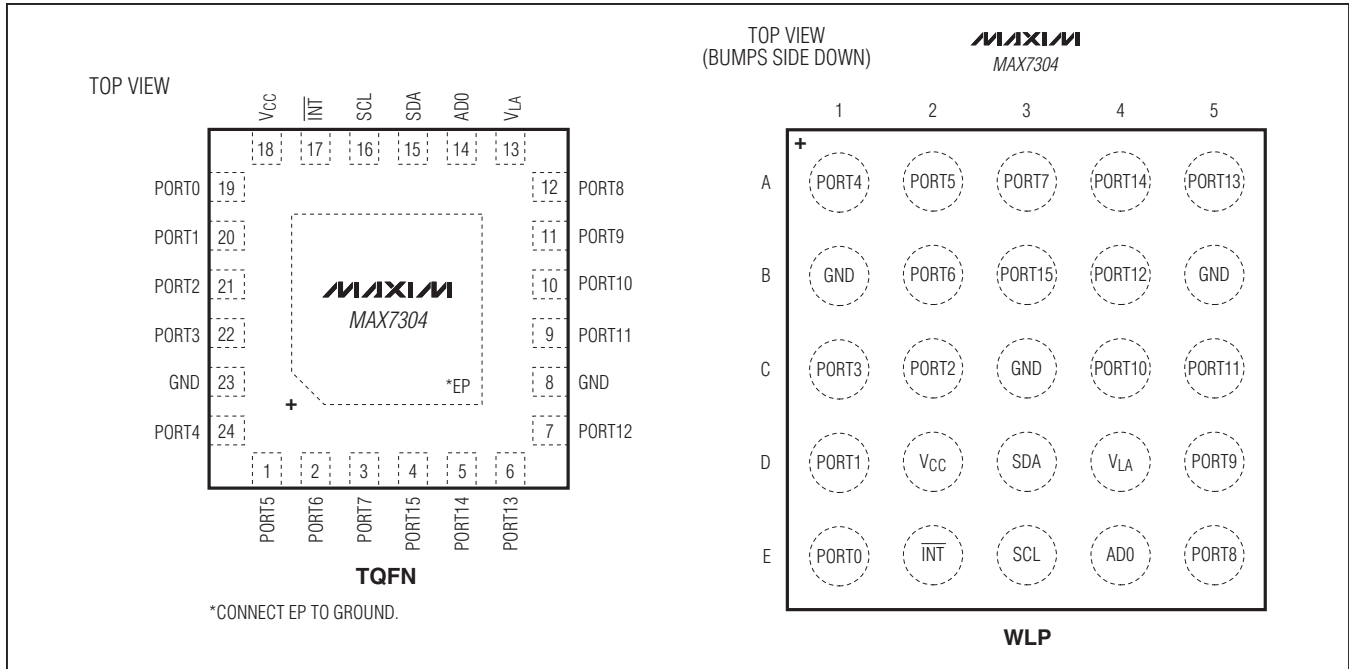 TOP VIEW
VCC INT SCL SDA AD0 VLA
18 17 16 15 14 13
PORT0 19
PORT1 20
PORT2 21
PORT3 22
GND 23
PORT4 24
12 PORT8
11 PORT9
10 PORT10
9 PORT11
8 GND
7 PORT12
MAXIM
MAX7304
*EP
+
1 2 3 4 5 6
PORT5 PORT6 PORT7 PORT15 PORT14 PORT13
TQFN
*CONNECT EP TO GROUND.
TOP VIEW
(BUMPS SIDE DOWN)
MAXIM
MAX7304
1 2 3 4 5
+
A PORT4 PORT5 PORT7 PORT14 PORT13
B GND PORT6 PORT15 PORT12 GND
C PORT3 PORT2 GND PORT10 PORT11
D PORT1 VCC SDA VLA PORT9
E PORT0 INT SCL AD0 PORT8
WLP